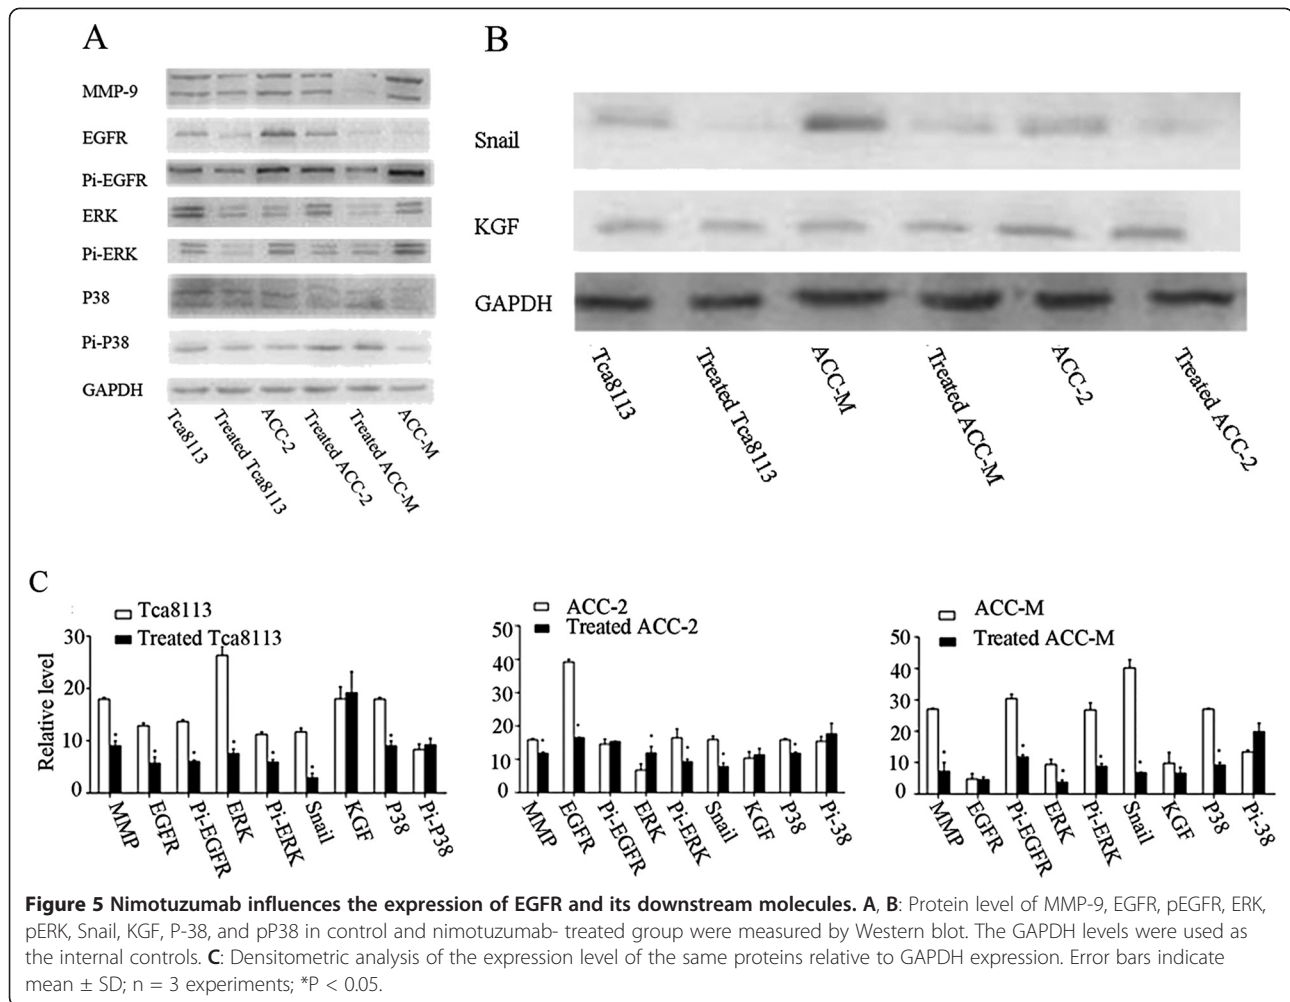 A
MMP-9
EGFR
Pi-EGFR
ERK
Pi-ERK
P38
Pi-P38
GAPDH
Tca8113
Treated Tca8113
ACC-2
Treated ACC-2
Treated ACC-M
ACC-M
B
Snail
KGF
GAPDH
Tca8113
Treated Tca8113
ACC-M
Treated ACC-M
ACC-2
Treated ACC-2
C
Tca8113
Treated Tca8113
Relative level
30
20
10
0
MMP
EGFR
Pi-EGFR
ERK
Pi-ERK
Snail
KGF
P38
Pi-P38
ACC-2
Treated ACC-2
50
40
30
20
10
0
MMP
EGFR
Pi-EGFR
ERK
Pi-ERK
Snail
KGF
P38
Pi-38
ACC-M
Treated ACC-M
50
40
30
20
10
0
MMP
EGFR
Pi-EGFR
ERK
Pi-ERK
Snail
KGF
P38
Pi-38
Figure 5 Nimotuzumab influences the expression of EGFR and its downstream molecules. A, B: Protein level of MMP-9, EGFR, pEGFR, ERK,
pERK, Snail, KGF, P-38, and pP38 in control and nimotuzumab- treated group were measured by Western blot. The GAPDH levels were used as
the internal controls. C: Densitometric analysis of the expression level of the same proteins relative to GAPDH expression. Error bars indicate
mean ± SD; n = 3 experiments; *P < 0.05.